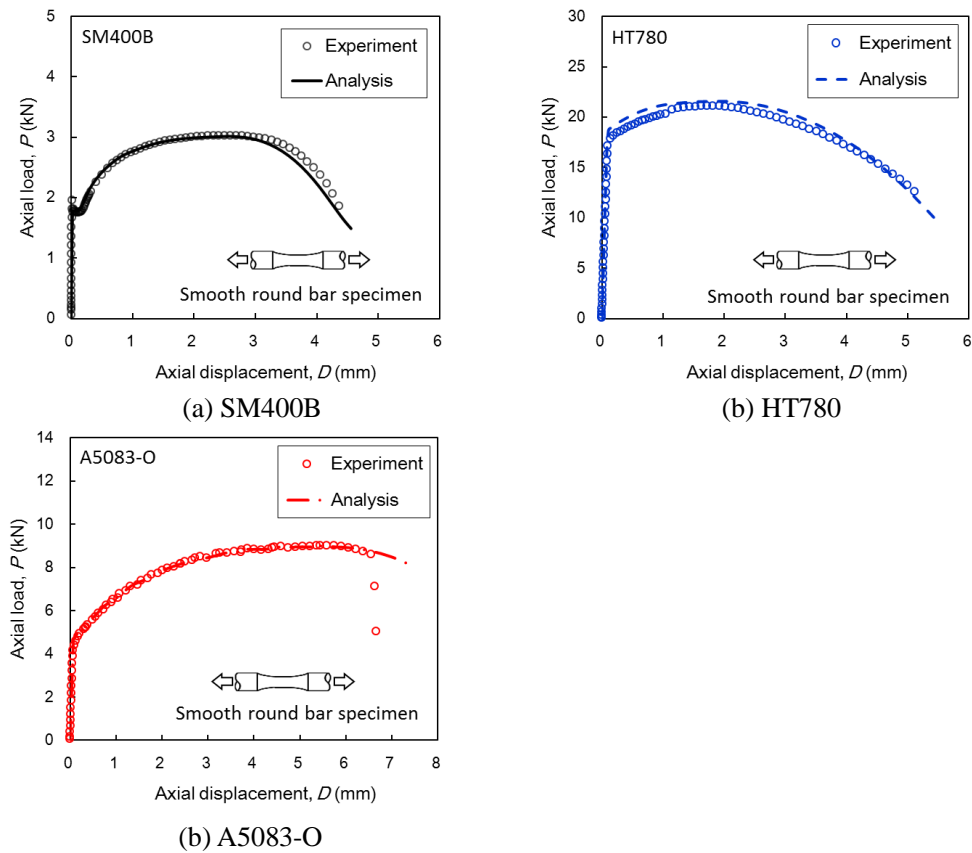 SM400B
Experiment
Analysis
5
4
3
2
1
0
0 1 2 3 4 5 6
Axial load, P (kN)
Axial displacement, D (mm)
Smooth round bar specimen
(a) SM400B
HT780
Experiment
Analysis
30
25
20
15
10
5
0
0 1 2 3 4 5 6
Axial load, P (kN)
Axial displacement, D (mm)
Smooth round bar specimen
(b) HT780
A5083-O
Experiment
Analysis
14
12
10
8
6
4
2
0
0 1 2 3 4 5 6 7 8
Axial load, P (kN)
Axial displacement, D (mm)
Smooth round bar specimen
(b) A5083-O